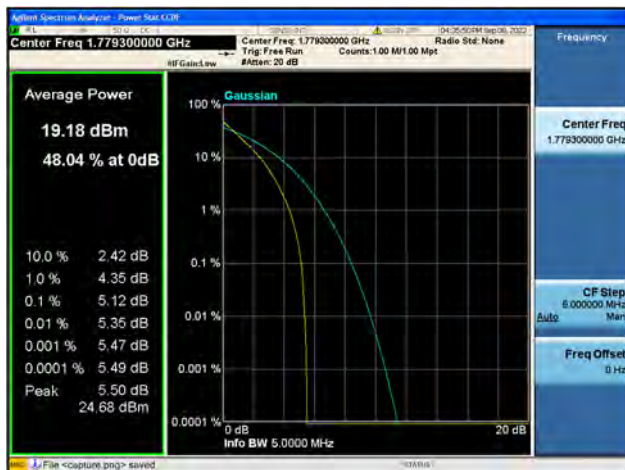 Agilent Spectrum Analyzer - Power Stat CCDF
RL 50 Ω DC 04:35:50PM Sep 08, 2022
Center Freq 1.779300000 GHz
Center Freq: 1.779300000 GHz
Radio Std: None
Trig: Free Run
Counts:1.00 M/1.00 Mpt
#IFGain:Low
#Atten: 20 dB
Average Power
19.18 dBm
48.04 % at 0dB
10.0 % 2.42 dB
1.0 % 4.35 dB
0.1 % 5.12 dB
0.01 % 5.35 dB
0.001 % 5.47 dB
0.0001 % 5.49 dB
Peak 5.50 dB
24.68 dBm
Gaussian
100 %
10 %
1 %
0.1 %
0.01 %
0.001 %
0.0001 %
0 dB
20 dB
Info BW 5.0000 MHz
Frequency
Center Freq
1.779300000 GHz
CF Step
5.000000 MHz
Auto Man
Freq Offset
0 Hz
MSG File <capture.png> saved
STATUS